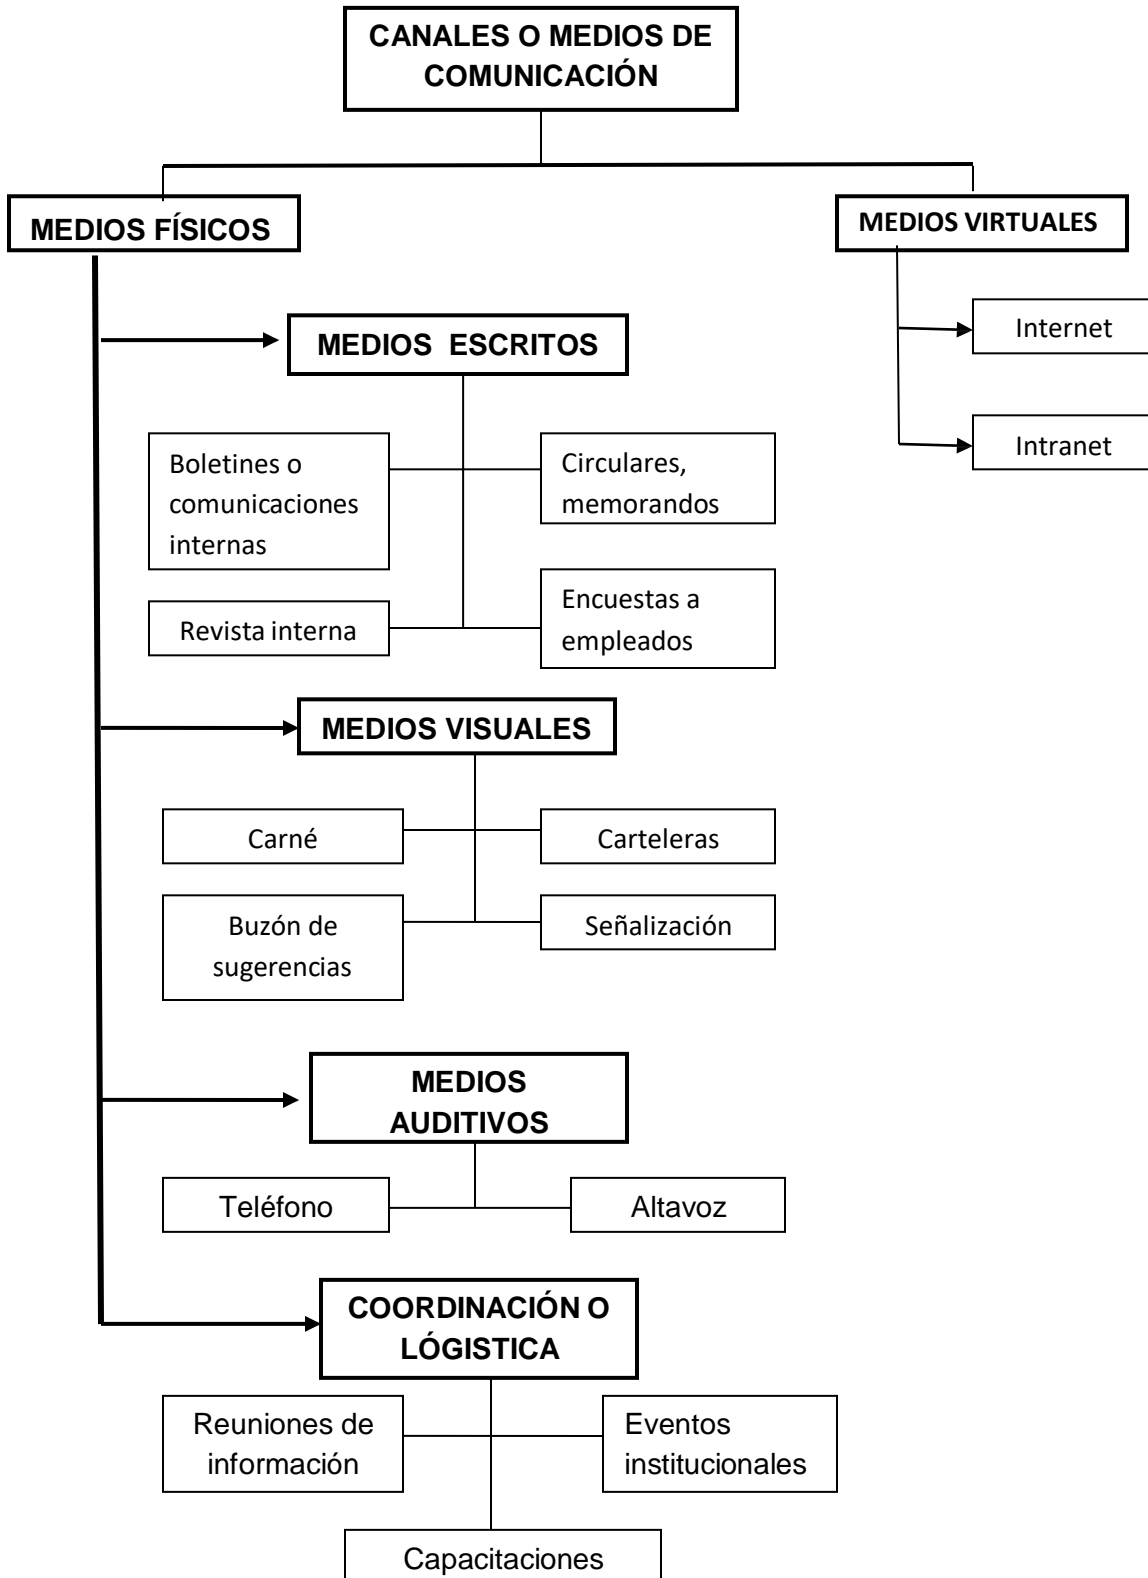 CANALES O MEDIOS DE
COMUNICACIÓN
MEDIOS FÍSICOS
MEDIOS VIRTUALES
Internet
Intranet
MEDIOS ESCRITOS
Boletines o
comunicaciones
internas
Circulares,
memorandos
Revista interna
Encuestas a
empleados
MEDIOS VISUALES
Carné
Carteleras
Buzón de
sugerencias
Señalización
MEDIOS
AUDITIVOS
Teléfono
Altavoz
COORDINACIÓN O
LÓGISTICA
Reuniones de
información
Eventos
institucionales
Capacitaciones